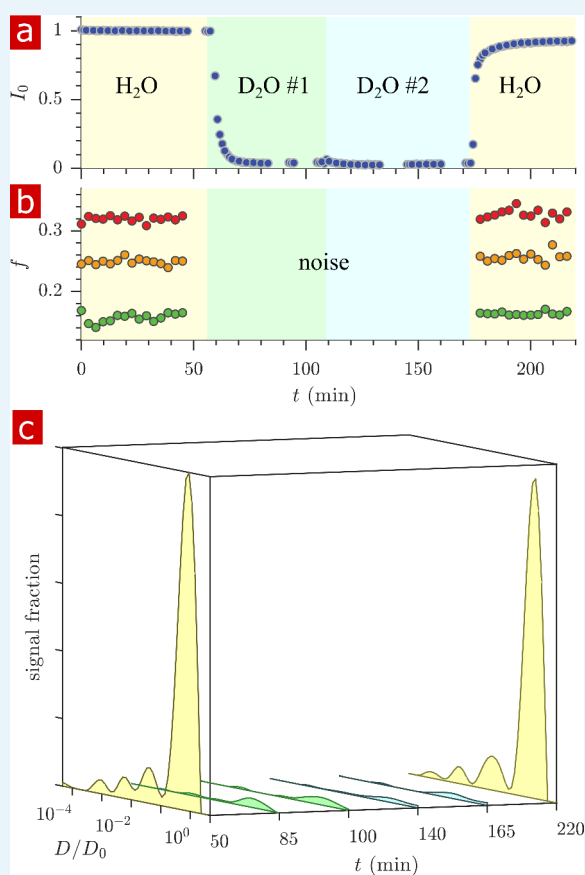 a
1
0.5
0
I₀
H₂O
D₂O #1
D₂O #2
H₂O
b
0.3
0.2
f
noise
0
50
100
150
200
t (min)
c
signal fraction
10⁻⁴
10⁻²
10⁰
D/D₀
50
85
100
140
165
220
t (min)